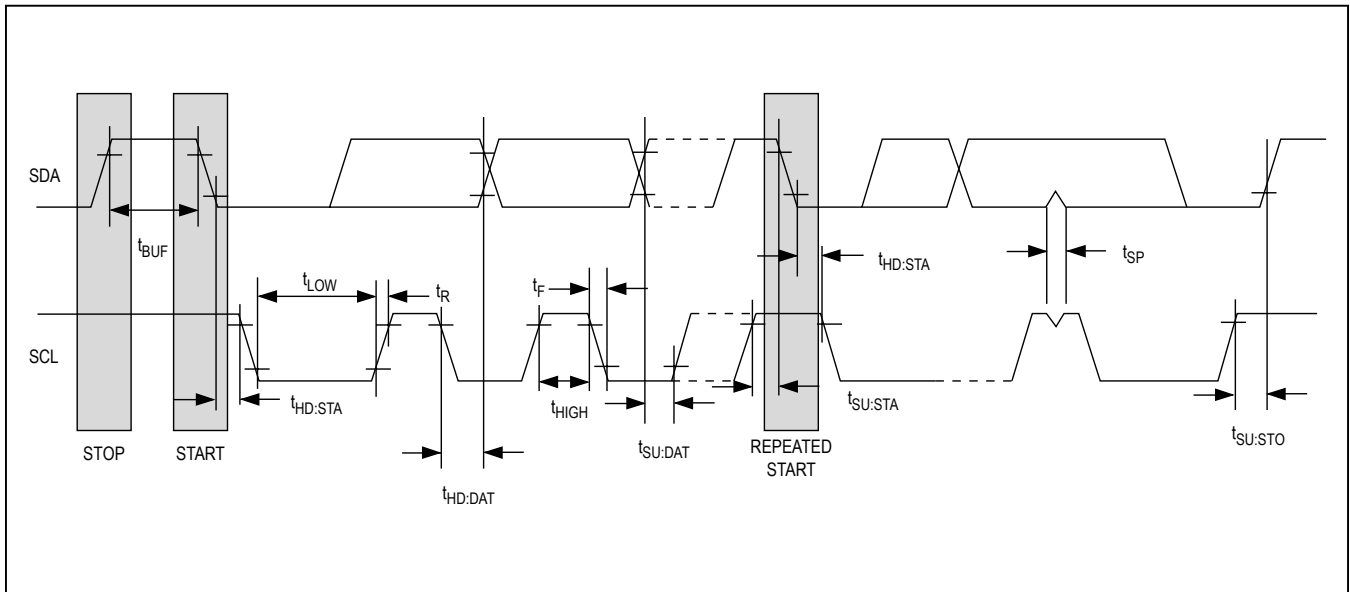 SDA
tBUF
tLOW
tR
tF
tHD:STA
tSP
SCL
tHD:STA
tHIGH
tSU:DAT
tSU:STA
tSU:STO
STOP
START
REPEATED
START
tHD:DAT